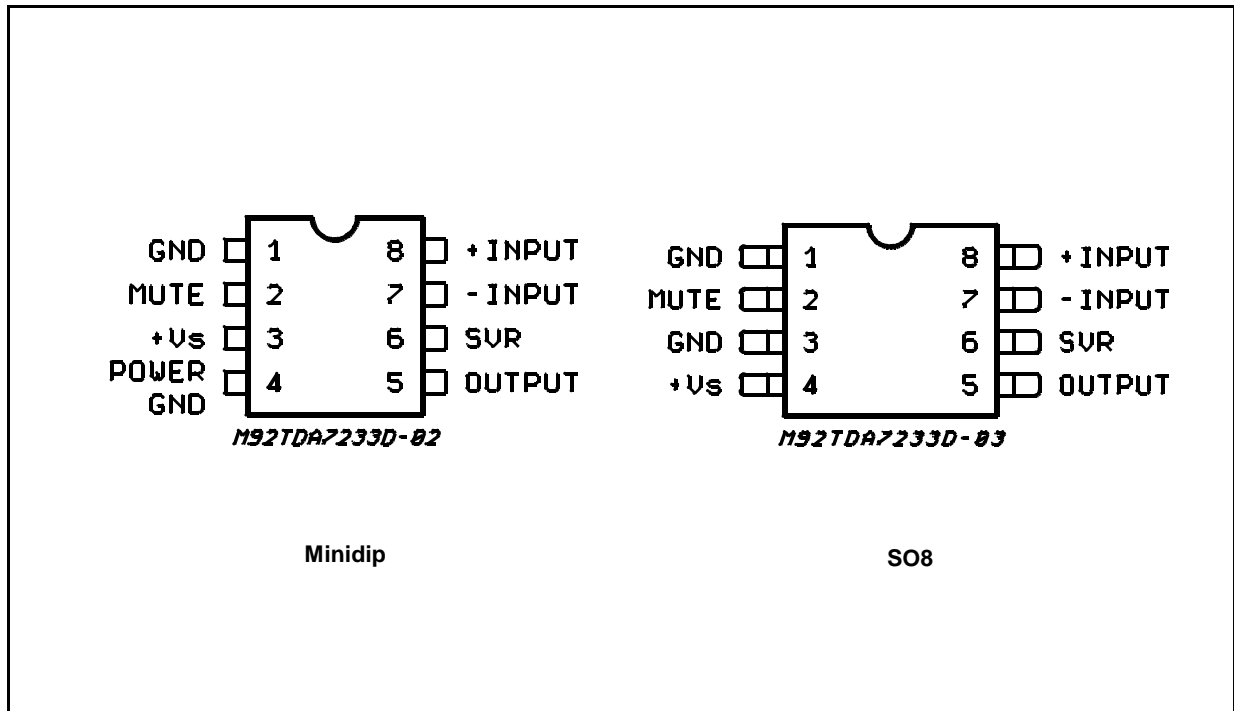 GND 1 8 +INPUT
MUTE 2 7 -INPUT
+Vs 3 6 SVR
POWER
GND 4 5 OUTPUT
M92TDA7233D-02
Minidip
GND 1 8 +INPUT
MUTE 2 7 -INPUT
GND 3 6 SVR
+Vs 4 5 OUTPUT
M92TDA7233D-03
SO8